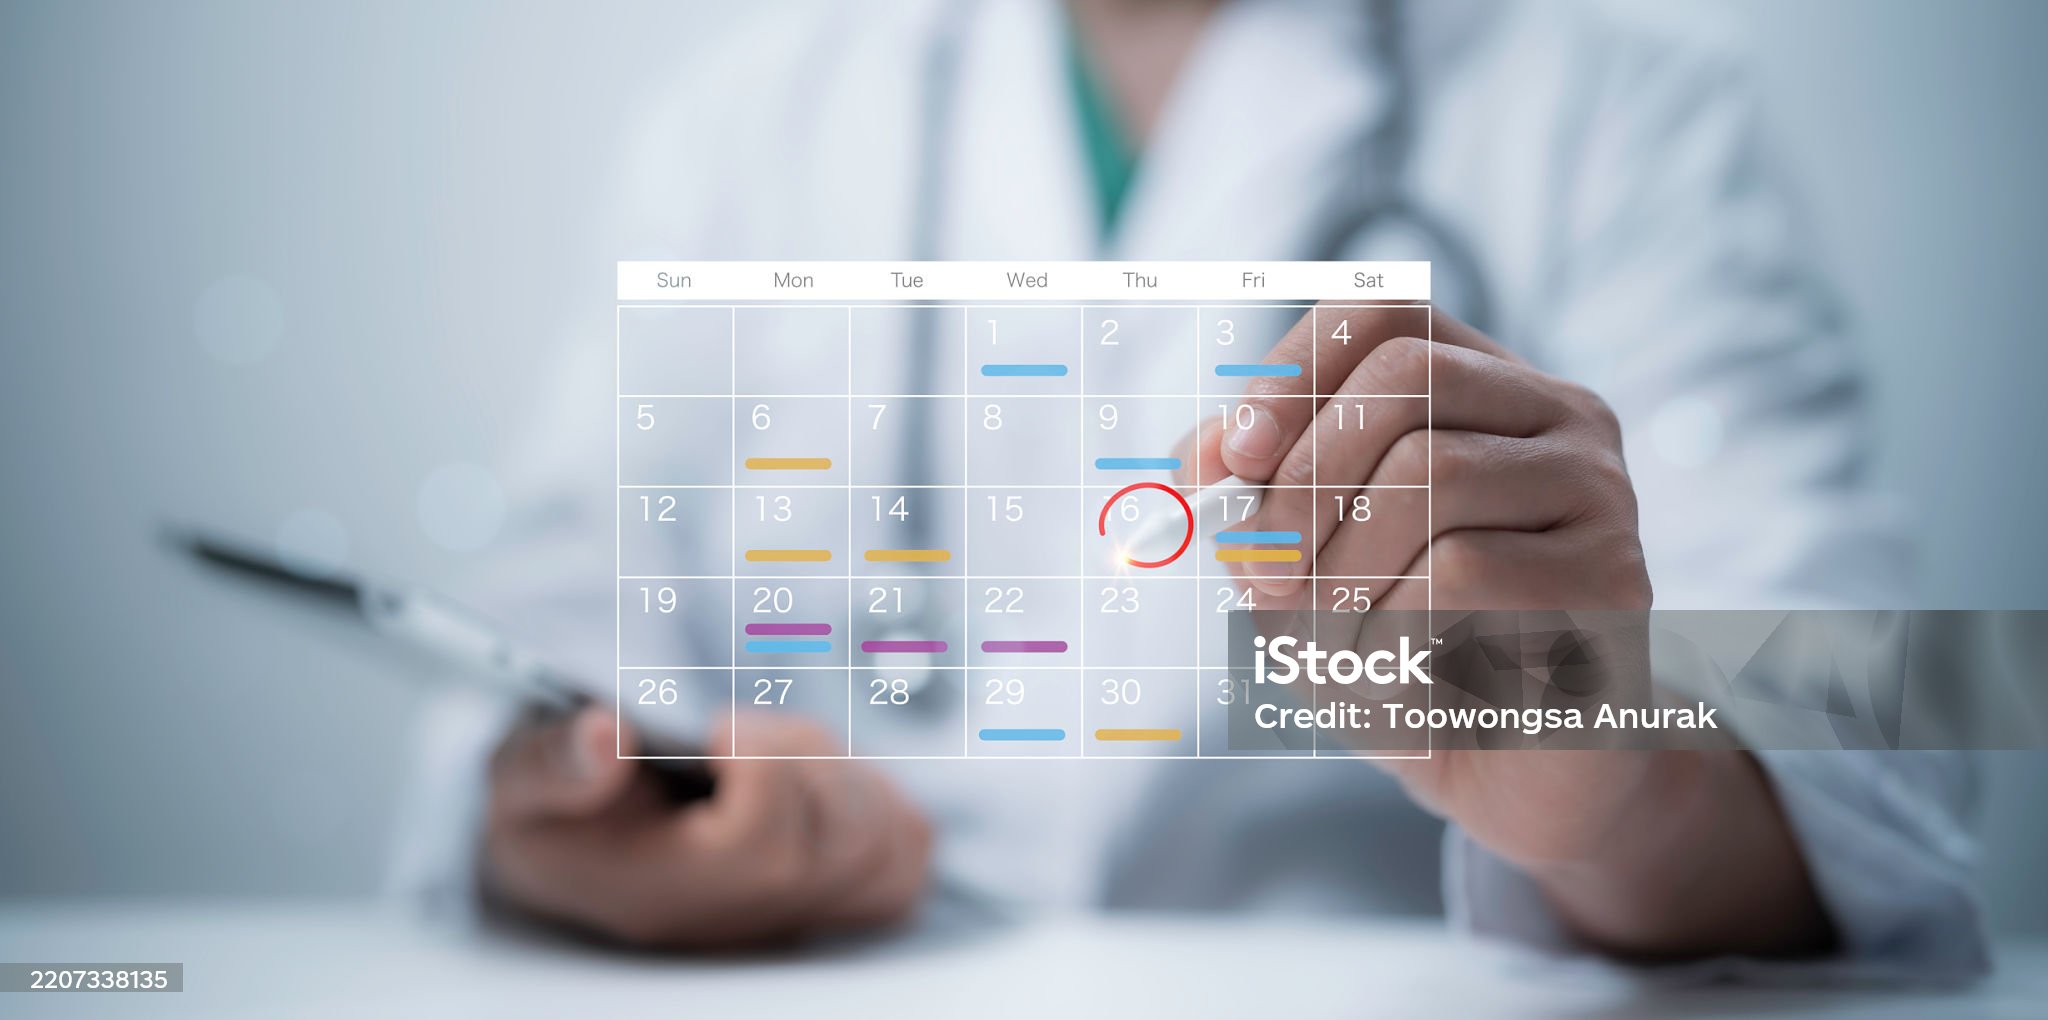 Sun Mon Tue Wed Thu Fri Sat
1 2 3 4
5 6 7 8 9 10 11
12 13 14 15 16 17 18
19 20 21 22 23 24 25
26 27 28 29 30 31
iStock™
Credit: Toowongsa Anurak
2207338135